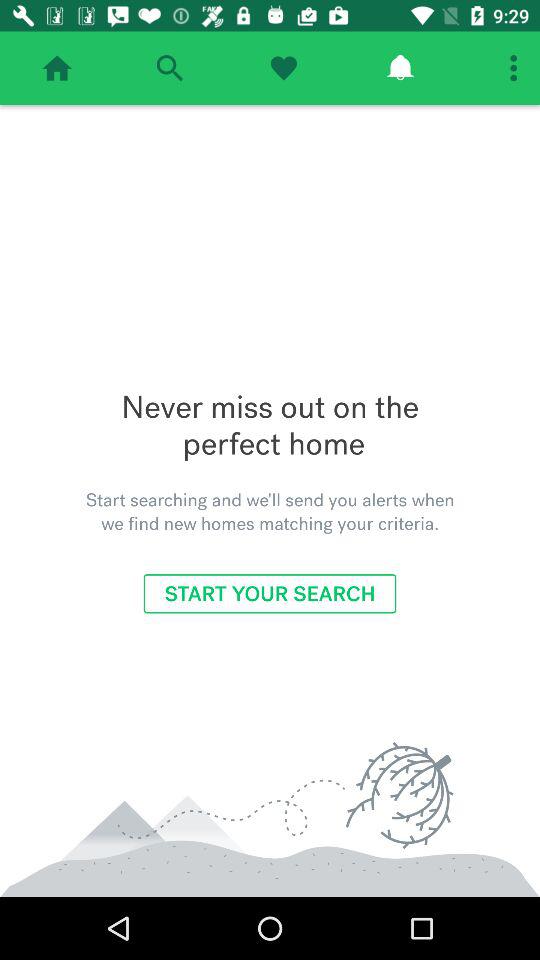 FAKE
9:29
Never miss out on the
perfect home
Start searching and we'll send you alerts when
we find new homes matching your criteria.
START YOUR SEARCH